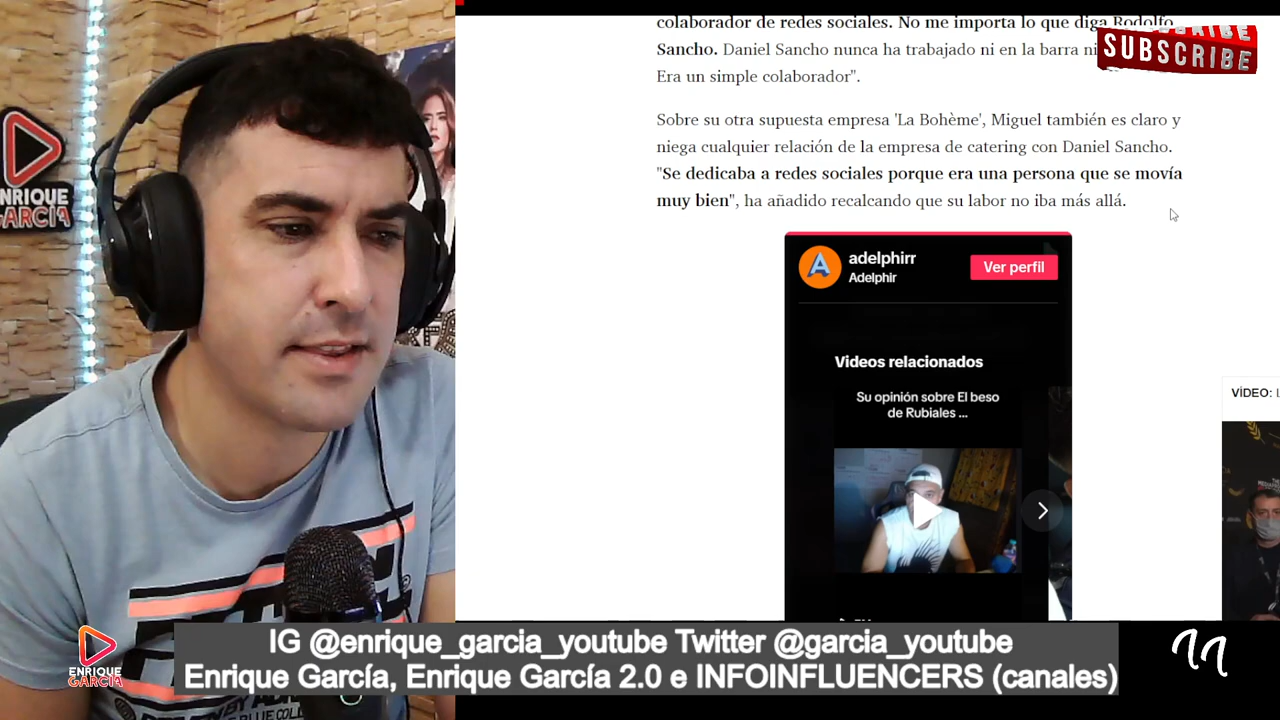 colaborador de redes sociales. No me importa lo que diga Rodolfo
Sancho. Daniel Sancho nunca ha trabajado ni en la barra ni
Era un simple colaborador".
SUBSCRIBE
Sobre su otra supuesta empresa 'La Bohème', Miguel también es claro y
niega cualquier relación de la empresa de catering con Daniel Sancho.
"Se dedicaba a redes sociales porque era una persona que se movía
muy bien", ha añadido recalcando que su labor no iba más allá.
ENRIQUE
GARCÍA
adelphirr
Adelphir
Ver perfil
Videos relacionados
Su opinión sobre El beso
de Rubiales ...
VÍDEO:
IG @enrique_garcia_youtube Twitter @garcia_youtube
Enrique García, Enrique García 2.0 e INFOINFLUENCERS (canales)
ENRIQUE
GARCÍA